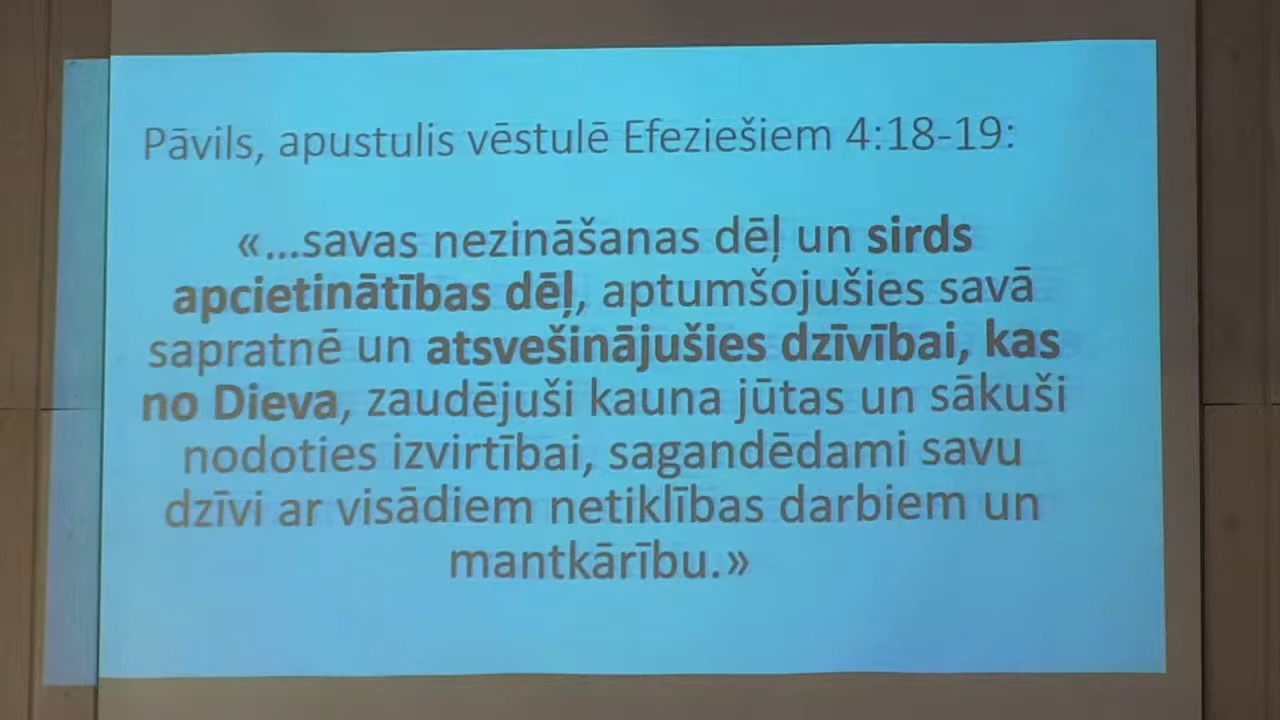 Pāvils, apustulis vēstulē Efeziešiem 4:18-19:
«...savas nezināšanas dēļ un sirds
apcietinātības dēļ, aptumšojušies savā
sapratnē un atsvešinājušies dzīvībai, kas
no Dieva, zaudējuši kauna jūtas un sākuši
nodoties izvirtībai, sagandēdami savu
dzīvi ar visādiem netiklības darbiem un
mantkārību.»